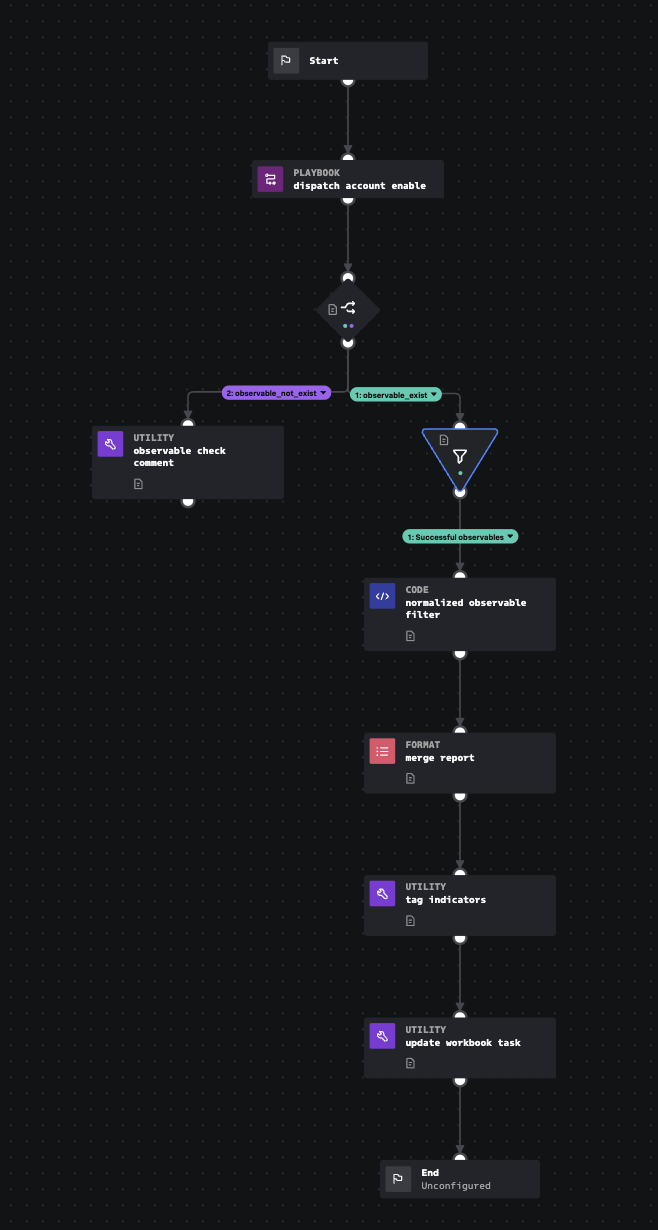 Start
PLAYBOOK
dispatch account enable
2: observable_not_exist
1: observable_exist
UTILITY
observable check
comment
1: Successful observables
CODE
normalized observable
filter
FORMAT
merge report
UTILITY
tag indicators
UTILITY
update workbook task
End
Unconfigured